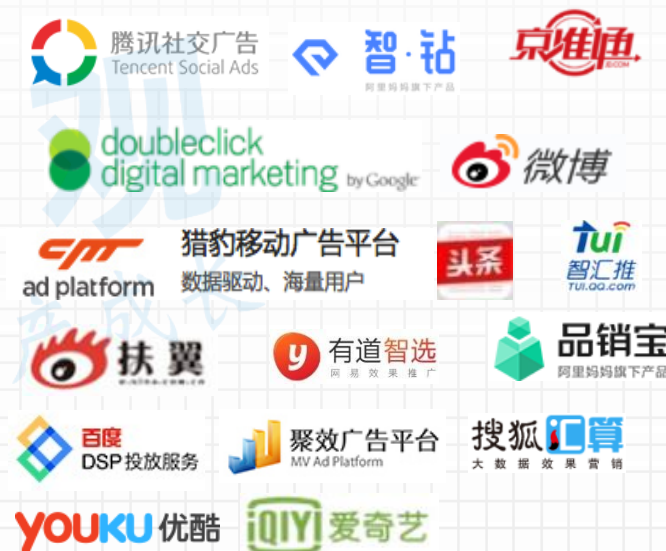 腾讯社交广告
Tencent Social Ads
智·钻
阿里妈妈旗下产品
京准通
JD.COM
doubleclick
digital marketing by Google
微博
cm
ad platform
猎豹移动广告平台
数据驱动、海量用户
头条
Tui
智汇推
TUI.QQ.com
扶翼
有道智选
网易效果推广
品销宝
阿里妈妈旗下产品
百度
DSP投放服务
聚效广告平台
MV Ad Platform
搜狐汇算
大数据效果营销
YOUKU 优酷
iQIYI 爱奇艺